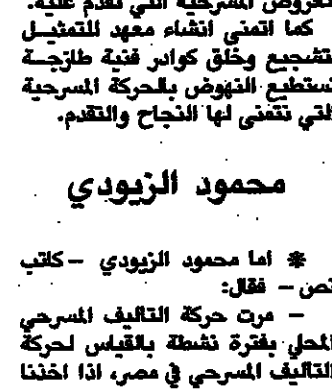 العروض المسرحية التي تقدم عليه.
كما اتمنى انشاء معهد للتمثيل
لتشجيع وخلق كوادر فنية طازجة
تستطيع النهوض بالحركة المسرحية
التي نتمنى لها النجاح والتقدم.
محمود الزيودي
* اما محمود الزيودي – كاتب
نص – فقال:
– مرت حركة التاليف المسرحي
المحلي بفترة نشطة بالقياس لحركة
التاليف المسرحي في مصر، اذا اخذنا